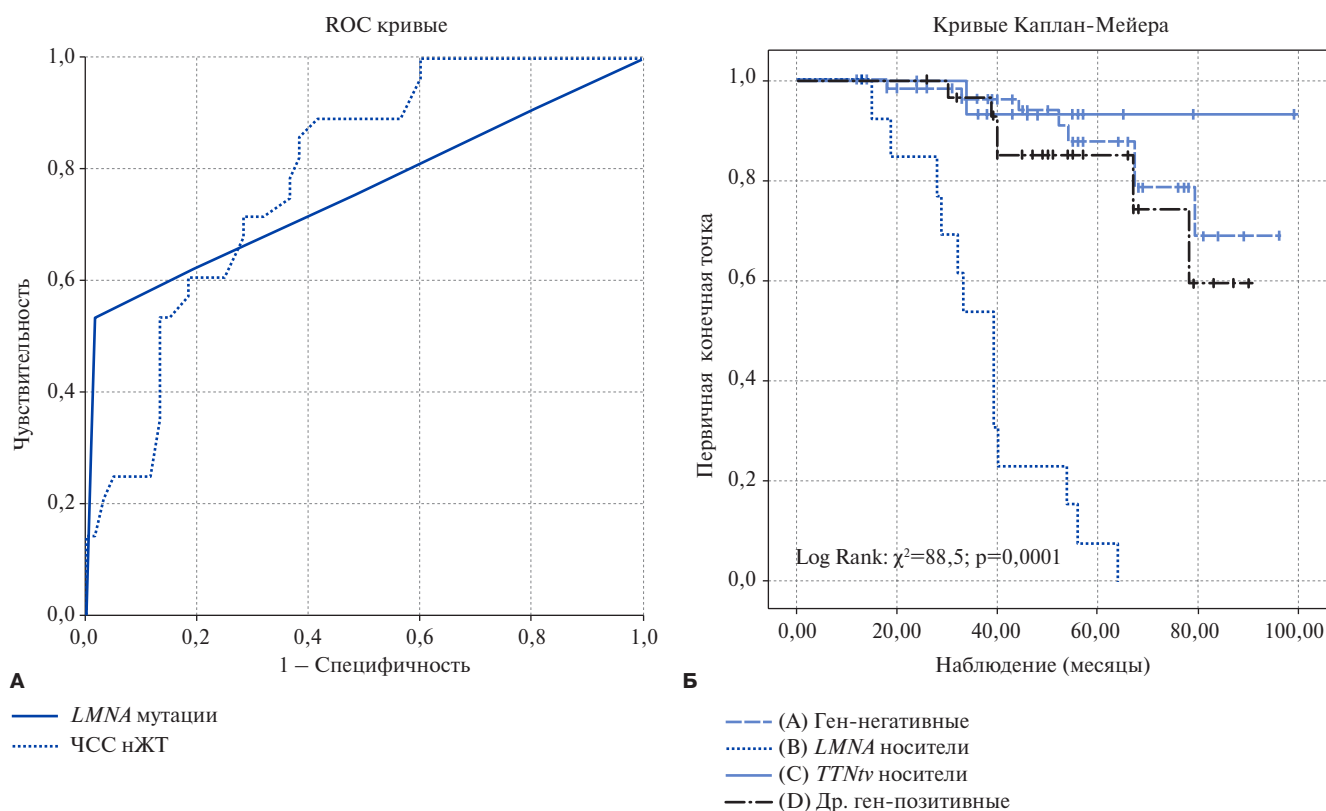 ROC кривые
1,0
0,8
0,6
0,4
0,2
0,0
Чувствительность
0,0 0,2 0,4 0,6 0,8 1,0
1 – Специфичность
А
LMNA мутации
ЧСС нЖТ
Кривые Каплан-Мейера
1,0
0,8
0,6
0,4
0,2
0,0
Первичная конечная точка
Log Rank: χ²=88,5; p=0,0001
0,00 20,00 40,00 60,00 80,00 100,00
Наблюдение (месяцы)
Б
(A) Ген-негативные
(B) LMNA носители
(C) TTNtv носители
(D) Др. ген-позитивные